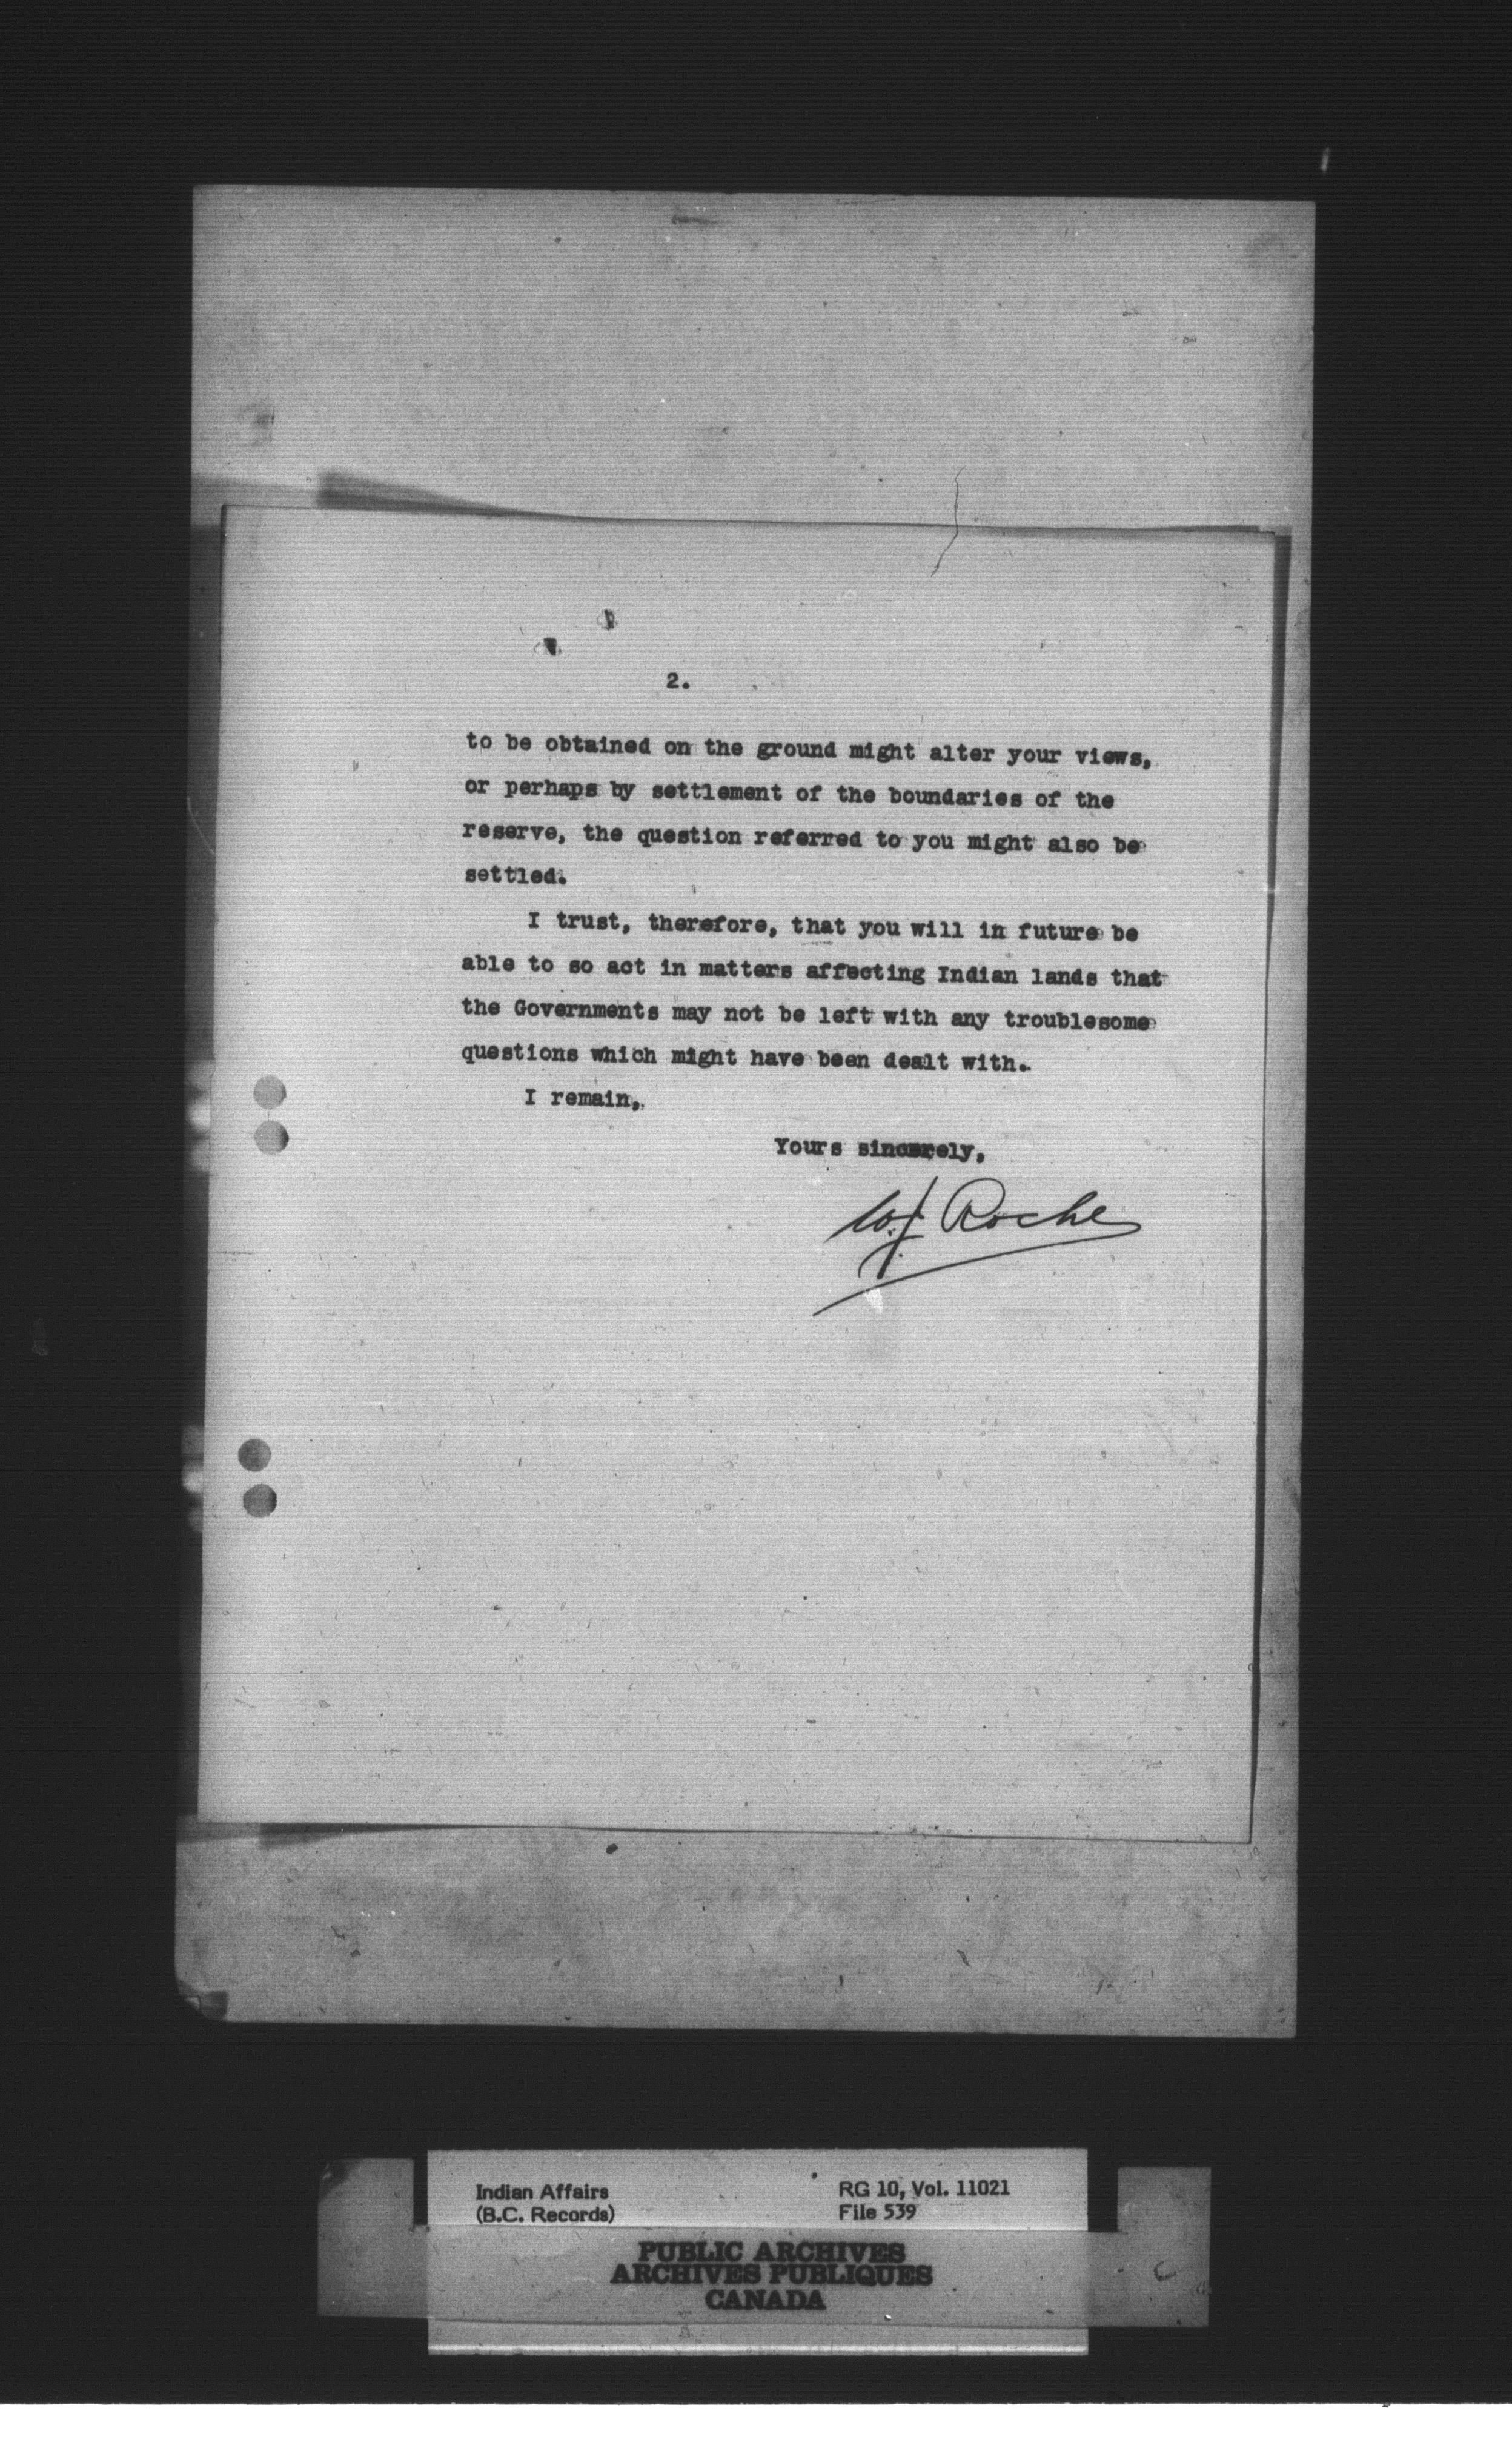 2.
to be obtained on the ground might alter your views,
or perhaps by settlement of the boundaries of the
reserve, the question referred to you might also be
settled.
I trust, therefore, that you will in future be
able to so act in matters affecting Indian lands that
the Governments may not be left with any troublesome
questions which might have been dealt with.
I remain,
Yours sincerely,
W.J. Roche
Indian Affairs
(B.C. Records)
RG 10, Vol. 11021
File 539
PUBLIC ARCHIVES
ARCHIVES PUBLIQUES
CANADA